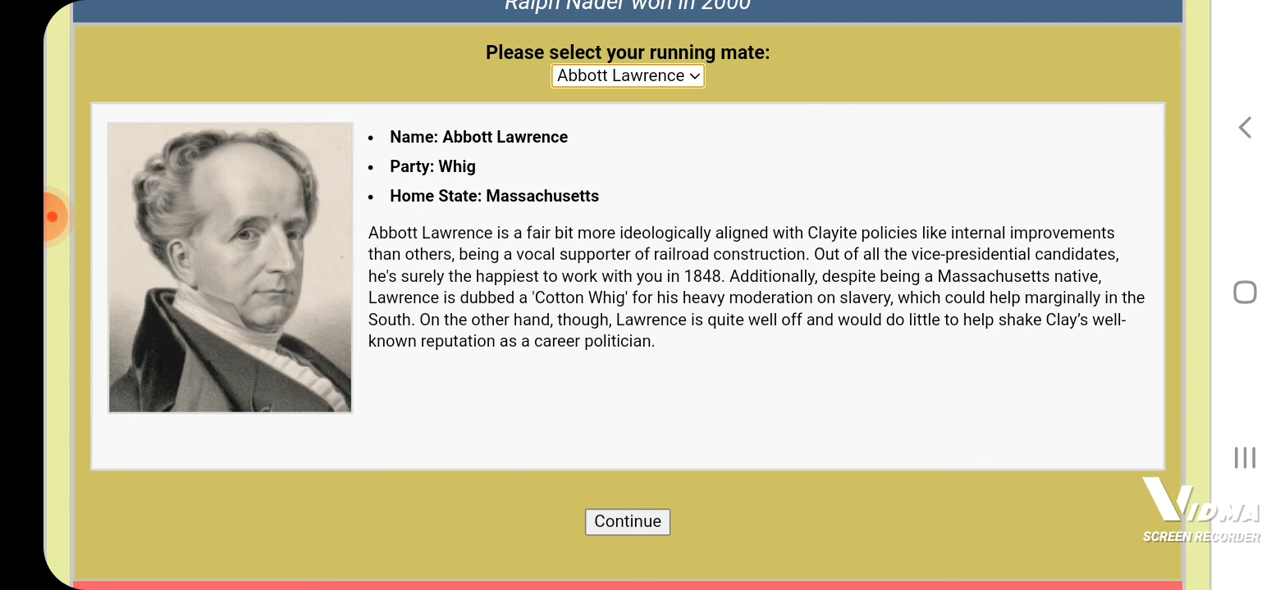 Ralph Nader won in 2000
Please select your running mate:
Abbott Lawrence
• Name: Abbott Lawrence
• Party: Whig
• Home State: Massachusetts
Abbott Lawrence is a fair bit more ideologically aligned with Clayite policies like internal improvements
than others, being a vocal supporter of railroad construction. Out of all the vice-presidential candidates,
he's surely the happiest to work with you in 1848. Additionally, despite being a Massachusetts native,
Lawrence is dubbed a 'Cotton Whig' for his heavy moderation on slavery, which could help marginally in the
South. On the other hand, though, Lawrence is quite well off and would do little to help shake Clay’s well-
known reputation as a career politician.
Continue
VIDMA
SCREEN RECORDER